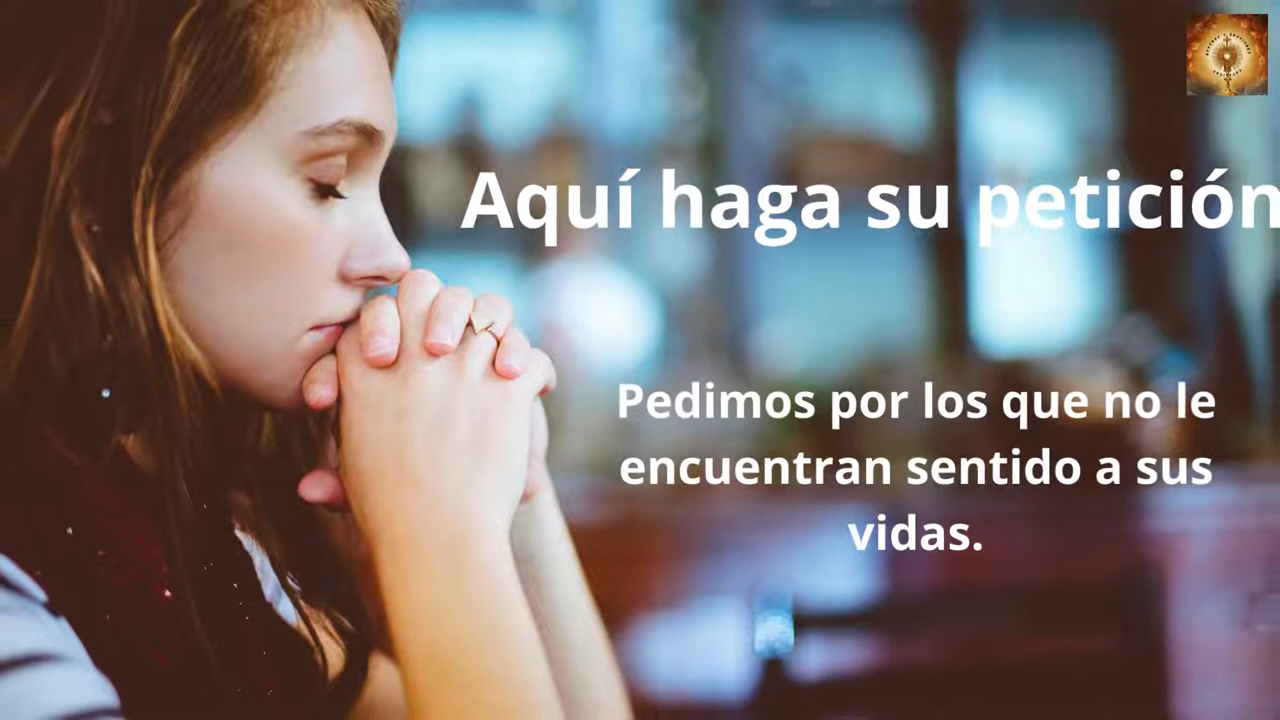 Aquí haga su petición
Pedimos por los que no le
encuentran sentido a sus
vidas.